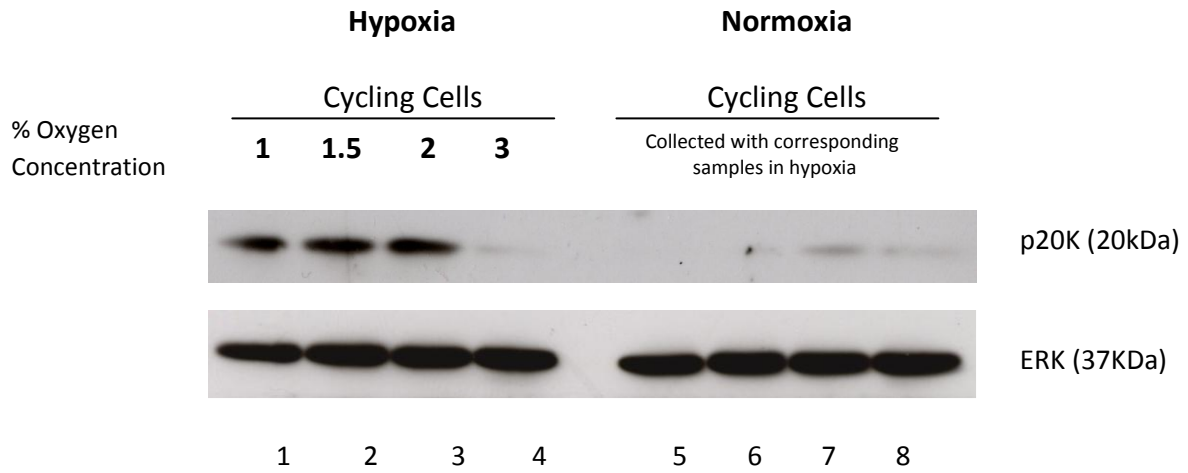 Hypoxia Normoxia
Cycling Cells Cycling Cells
% Oxygen
Concentration
1 1.5 2 3
Collected with corresponding
samples in hypoxia
p20K (20kDa)
ERK (37KDa)
1 2 3 4 5 6 7 8